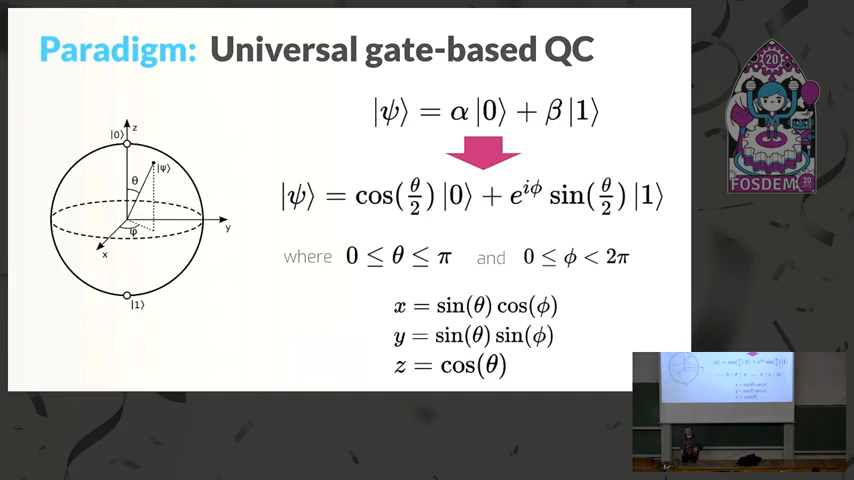 Paradigm: Universal gate-based QC
|ψ⟩ = α|0⟩ + β|1⟩
|0⟩
z
|ψ⟩
θ
φ
x
y
|1⟩
|ψ⟩ = cos(θ/2)|0⟩ + e^{iϕ} sin(θ/2)|1⟩
where 0 ≤ θ ≤ π and 0 ≤ ϕ < 2π
x = sin(θ) cos(ϕ)
y = sin(θ) sin(ϕ)
z = cos(θ)
20
FOSDEM
20